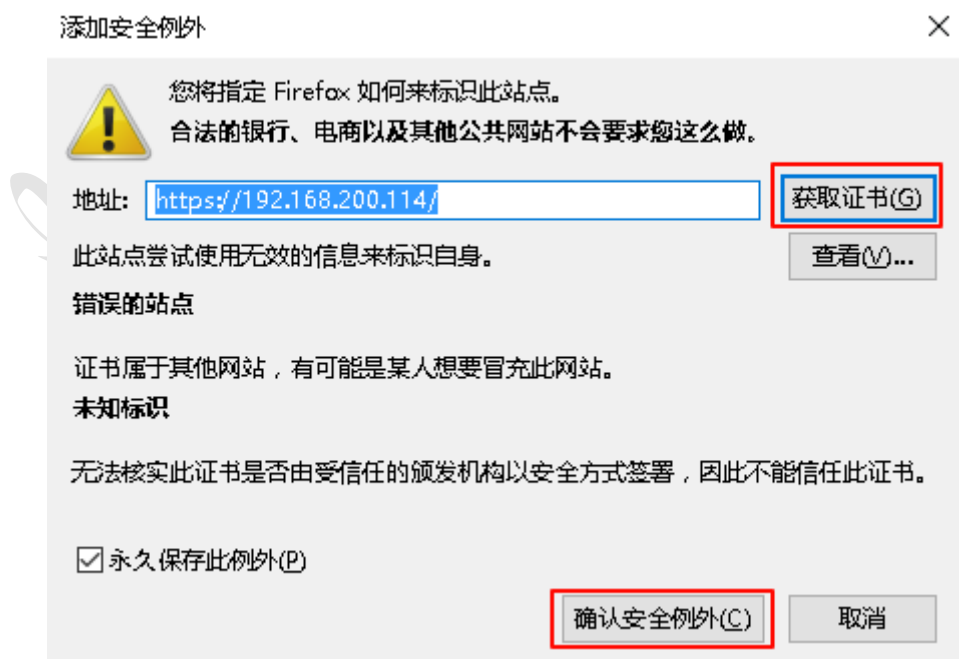 添加安全例外
您将指定 Firefox 如何来标识此站点。
合法的银行、电商以及其他公共网站不会要求您这么做。
地址: https://192.168.200.114/ 获取证书(G)
此站点尝试使用无效的信息来标识自身。 查看(V)...
错误的站点
证书属于其他网站，有可能是某人想要冒充此网站。
未知标识
无法核实此证书是否由受信任的颁发机构以安全方式签署，因此不能信任此证书。
永久保存此例外(P)
确认安全例外(C) 取消